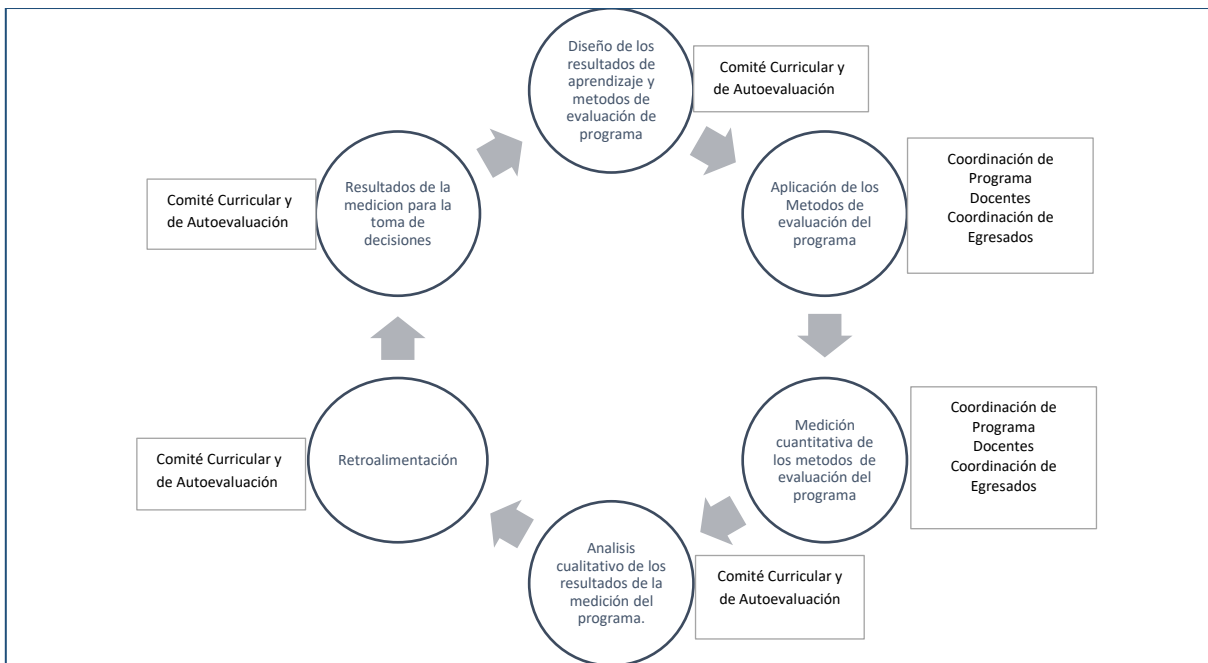 Diseño de los
resultados de
aprendizaje y
metodos de
evaluación de
programa
Comité Curricular y
de Autoevaluación
Aplicación de los
Metodos de
evaluación del
programa
Coordinación de
Programa
Docentes
Coordinación de
Egresados
Medición
cuantitativa de
los metodos de
evaluación del
programa
Coordinación de
Programa
Docentes
Coordinación de
Egresados
Analisis
cualitativo de los
resultados de la
medición del
programa.
Comité Curricular y
de Autoevaluación
Retroalimentación
Comité Curricular y
de Autoevaluación
Resultados de la
medicion para la
toma de
decisiones
Comité Curricular y
de Autoevaluación